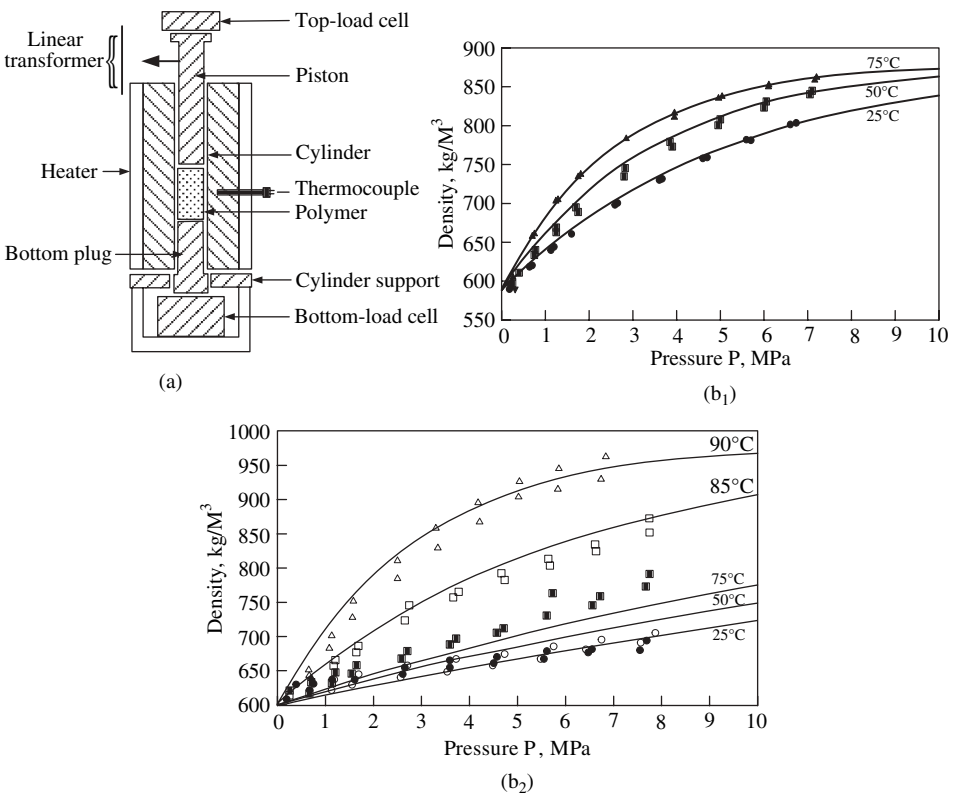 Top-load cell
Linear
transformer
Piston
Cylinder
Heater
Thermocouple
Polymer
Bottom plug
Cylinder support
Bottom-load cell
(a)
900
850
800
750
700
650
600
550
Density, kg/M³
75°C
50°C
25°C
0 1 2 3 4 5 6 7 8 9 10
Pressure P, MPa
(b₁)
1000
950
900
850
800
750
700
650
600
Density, kg/M³
90°C
85°C
75°C
50°C
25°C
0 1 2 3 4 5 6 7 8 9 10
Pressure P, MPa
(b₂)